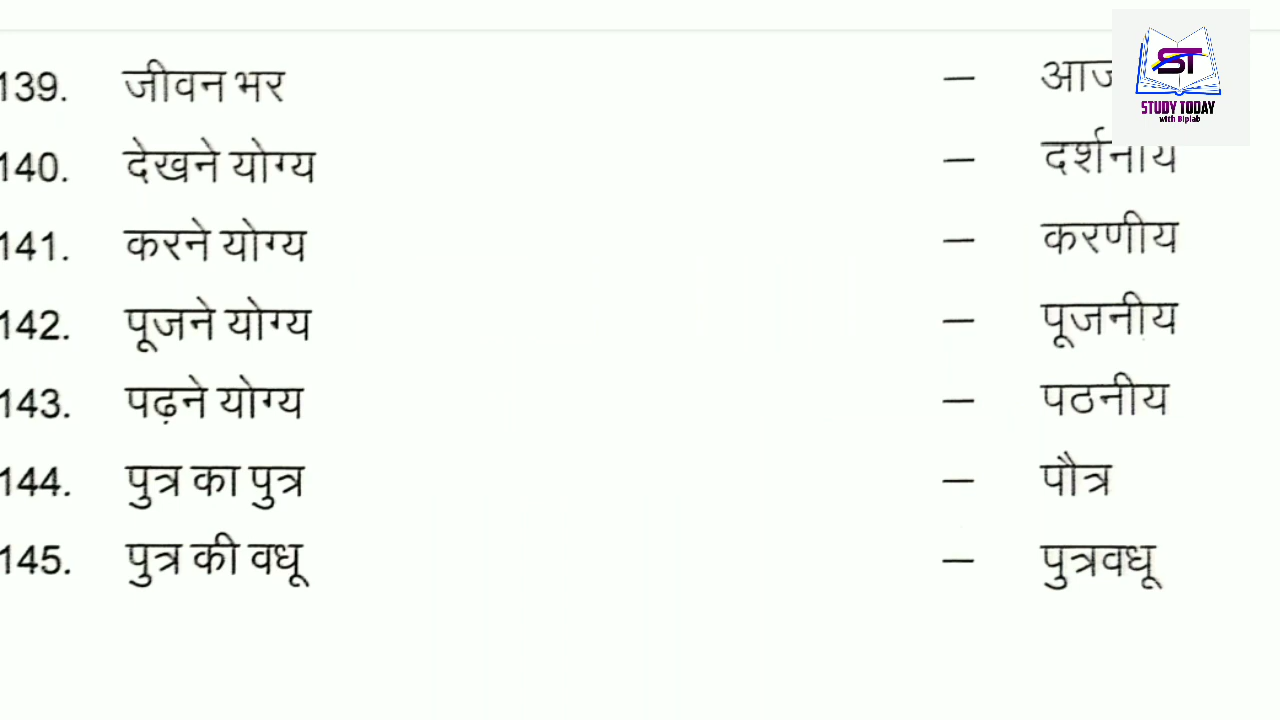 139. जीवन भर –
140. देखने योग्य – दर्शनीय
141. करने योग्य – करणीय
142. पूजने योग्य – पूजनीय
143. पढ़ने योग्य – पठनीय
144. पुत्र का पुत्र – पौत्र
145. पुत्र की वधू – पुत्रवधू
ST
STUDY TODAY
with Biplab